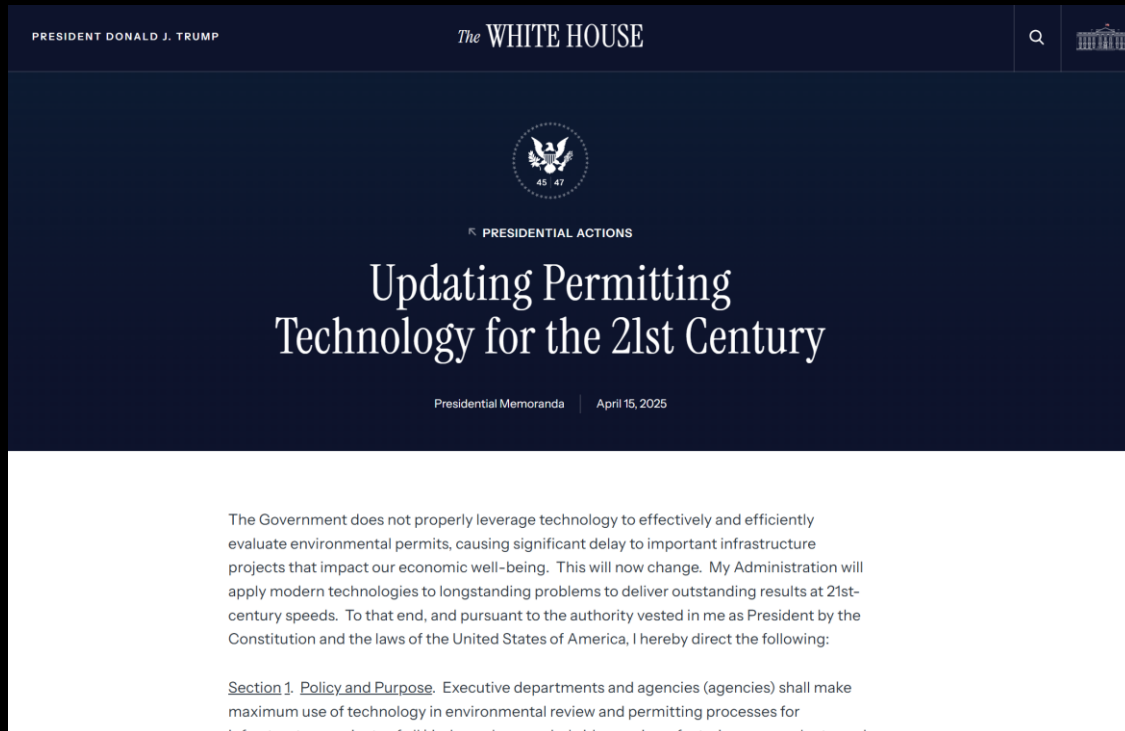 PRESIDENT DONALD J. TRUMP
The WHITE HOUSE
45 47
PRESIDENTIAL ACTIONS
Updating Permitting
Technology for the 21st Century
Presidential Memoranda
April 15, 2025
The Government does not properly leverage technology to effectively and efficiently
evaluate environmental permits, causing significant delay to important infrastructure
projects that impact our economic well-being.  This will now change.  My Administration will
apply modern technologies to longstanding problems to deliver outstanding results at 21st-
century speeds.  To that end, and pursuant to the authority vested in me as President by the
Constitution and the laws of the United States of America, I hereby direct the following:
Section 1.  Policy and Purpose.  Executive departments and agencies (agencies) shall make
maximum use of technology in environmental review and permitting processes for